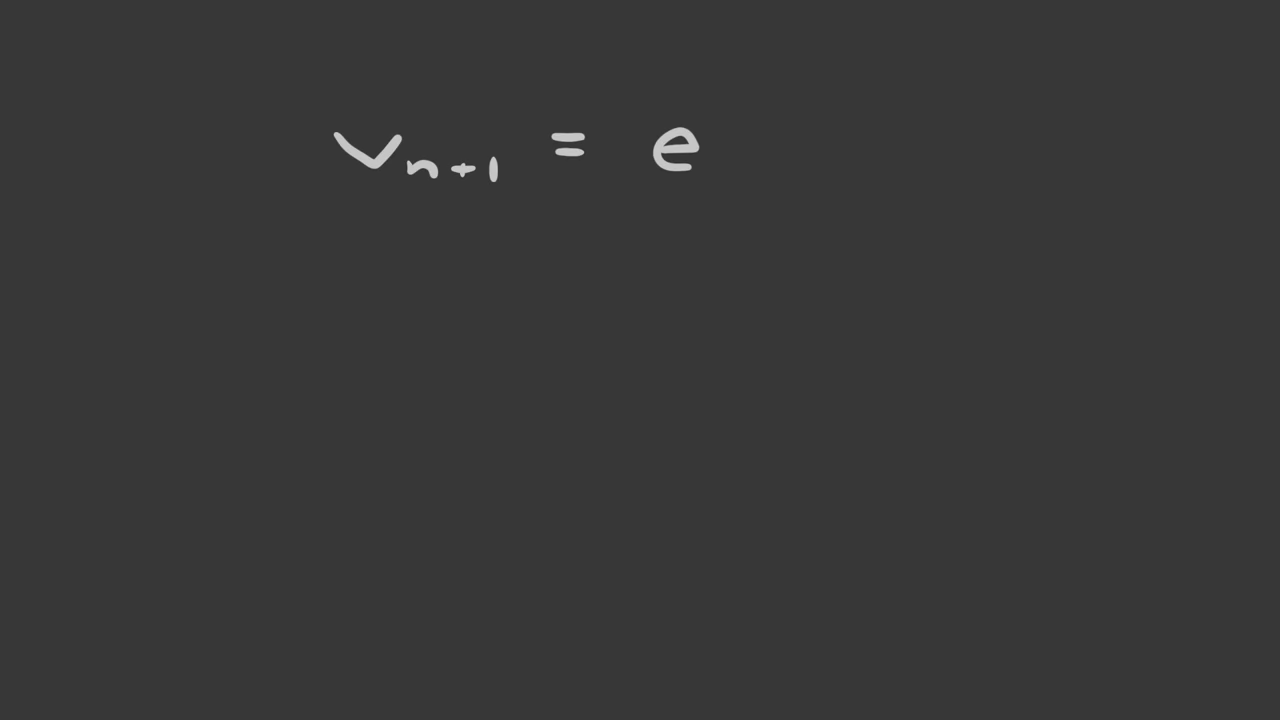 v_{n+1} = e